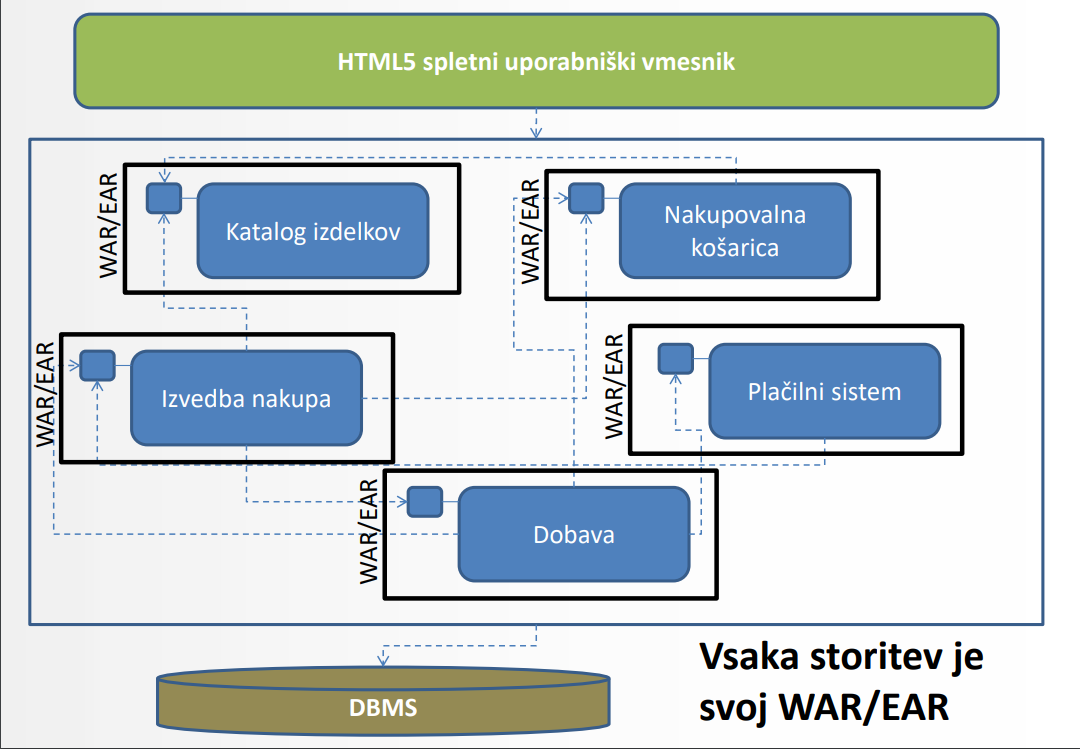 HTML5 spletni uporabniški vmesnik
WAR/EAR
Katalog izdelkov
WAR/EAR
Nakupovalna
košarica
WAR/EAR
Izvedba nakupa
WAR/EAR
Plačilni sistem
WAR/EAR
Dobava
DBMS
Vsaka storitev je
svoj WAR/EAR